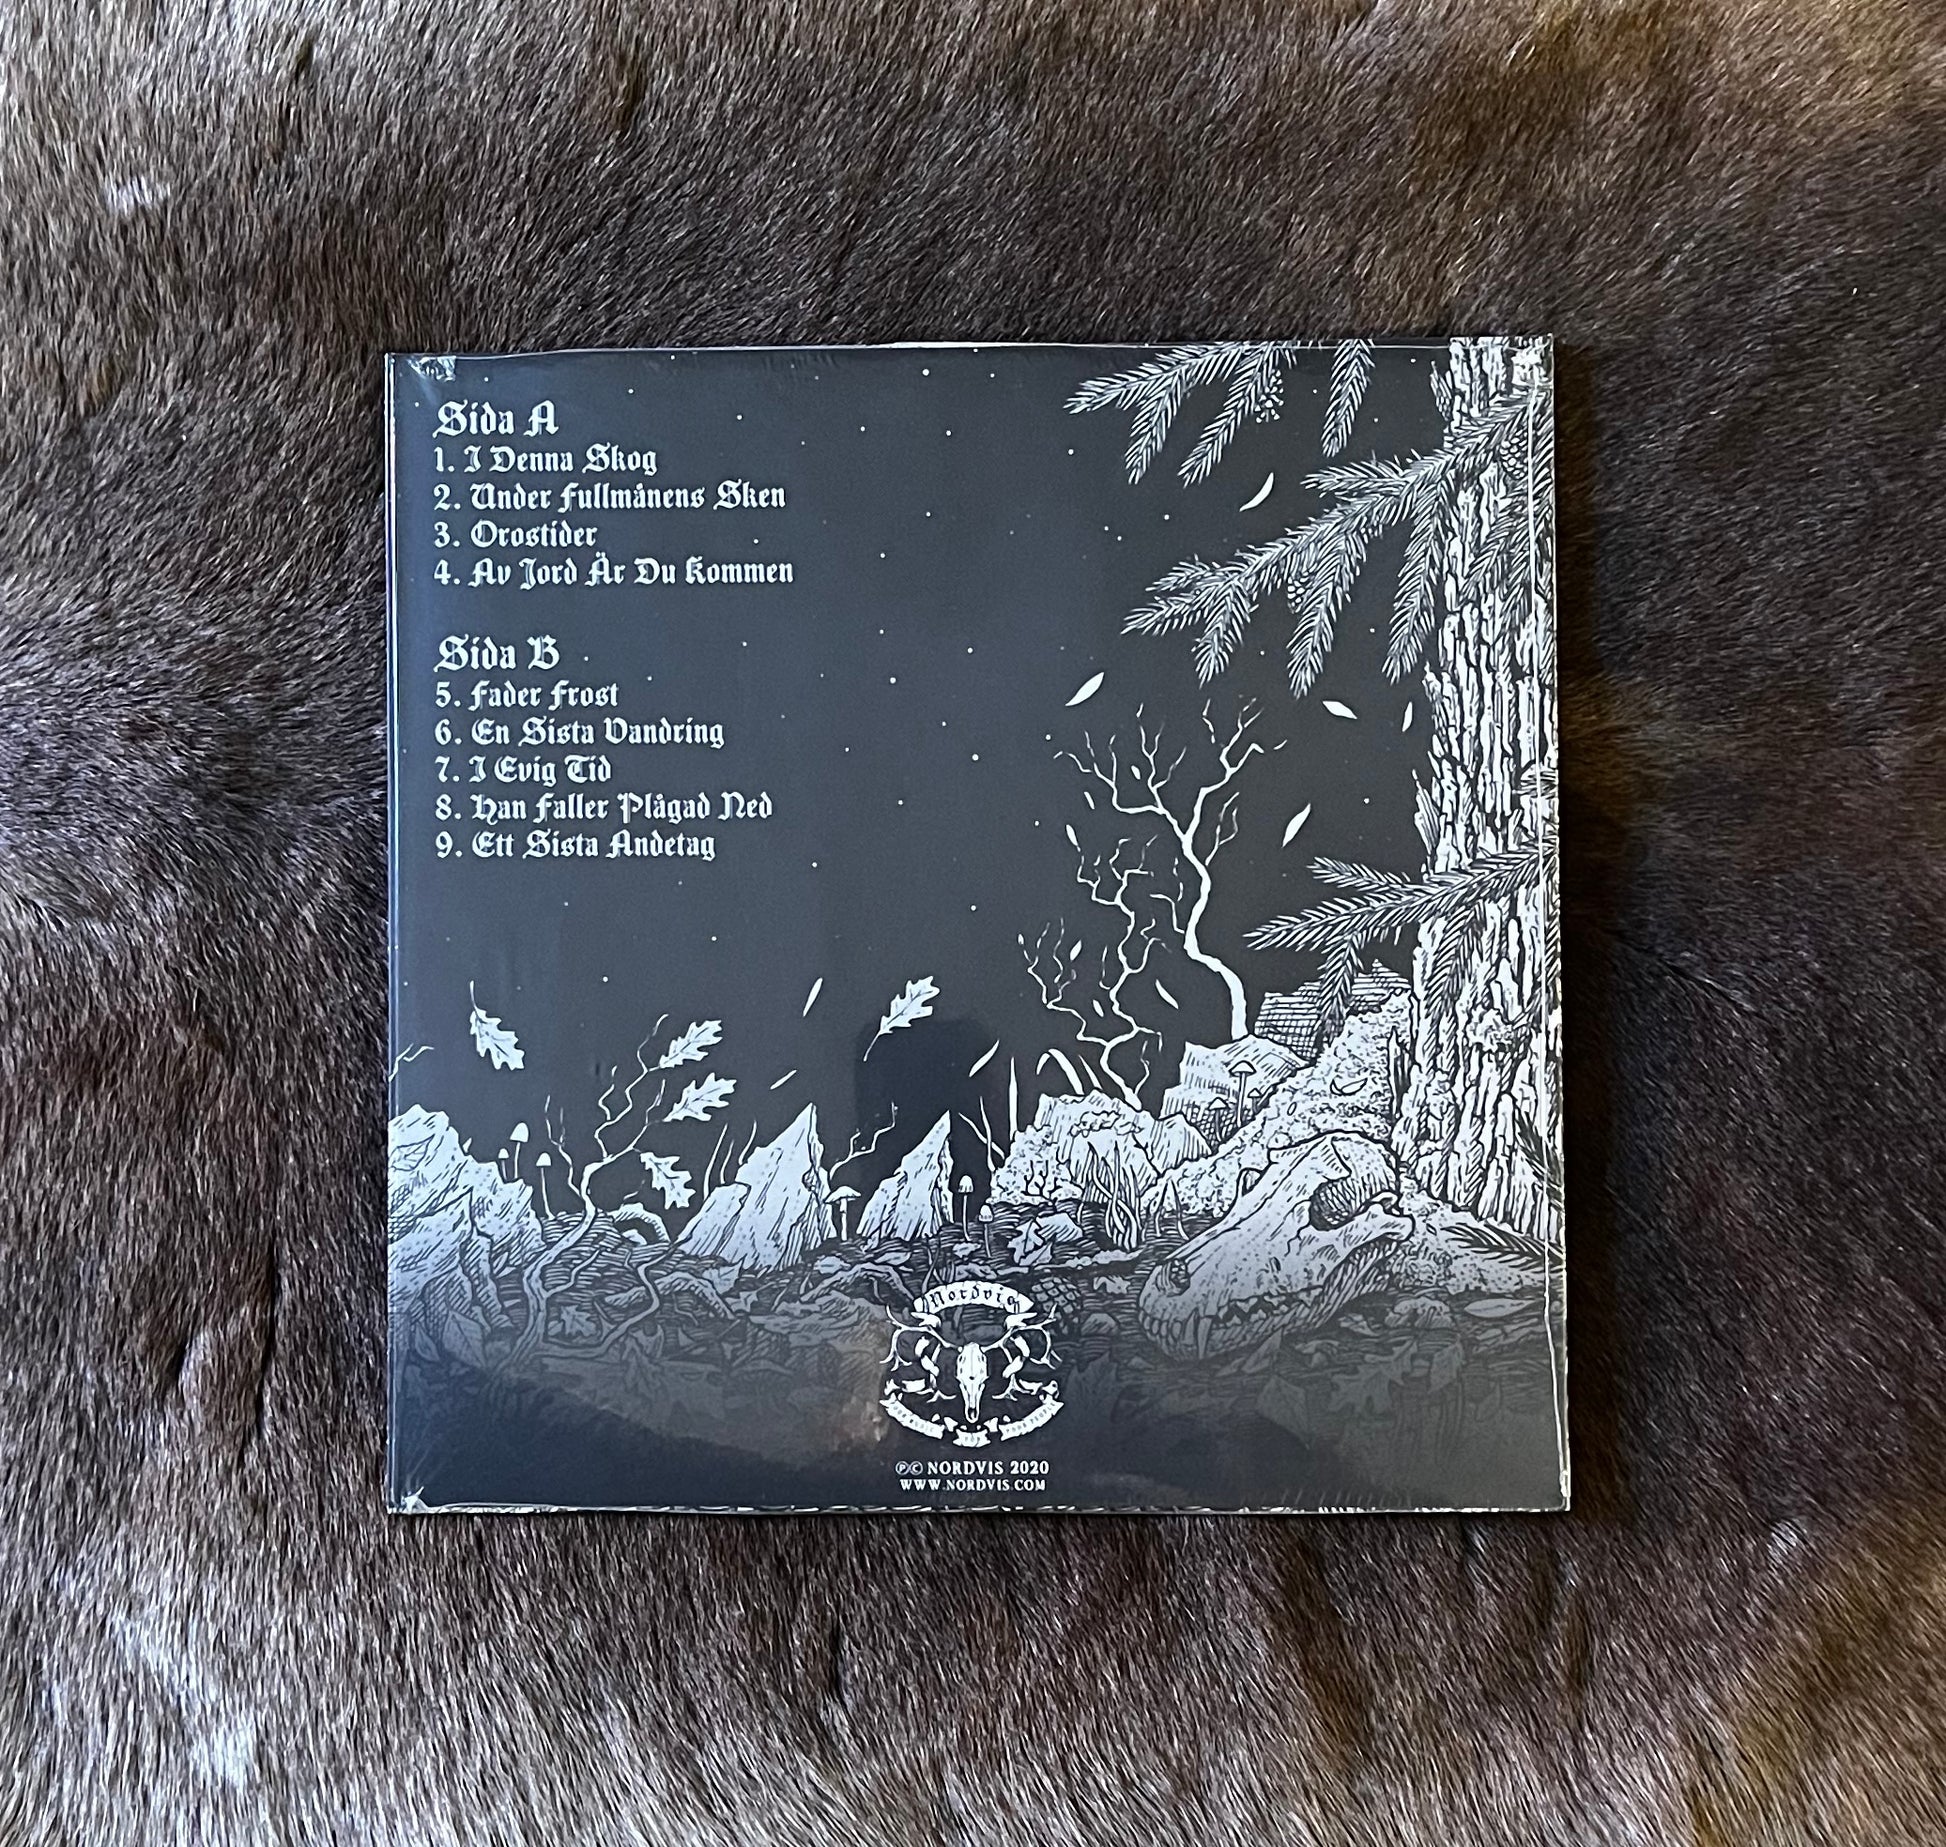 Sida A
1. I Denna Skog
2. Under Fullmånens Sken
3. Orostider
4. Av Jord Är Du Kommen
Sida B
5. Fader Frost
6. En Sista Vandring
7. I Evig Tid
8. Han Faller Plågad Ned
9. Ett Sista Andetag
Nordvis
FOR
℗© NORDVIS 2020
WWW.NORDVIS.COM